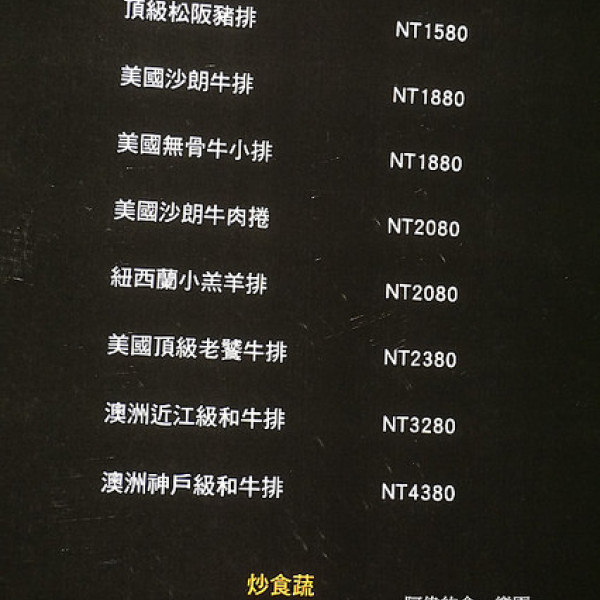 頂級松阪豬排 NT1580
美國沙朗牛排 NT1880
美國無骨牛小排 NT1880
美國沙朗牛肉捲 NT2080
紐西蘭小羔羊排 NT2080
美國頂級老饕牛排 NT2380
澳洲近江級和牛排 NT3280
澳洲神戶級和牛排 NT4380
炒食蔬